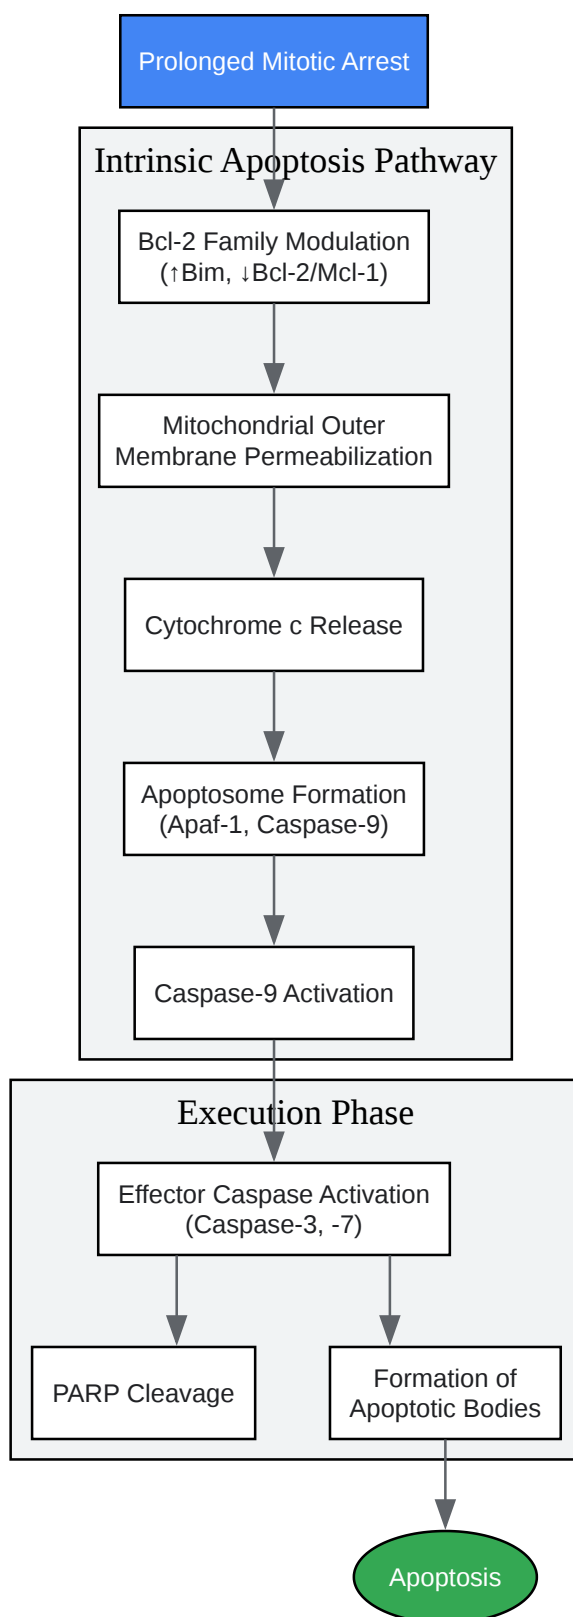 Prolonged Mitotic Arrest
Intrinsic Apoptosis Pathway
Bcl-2 Family Modulation
(↑Bim, ↓Bcl-2/Mcl-1)
Mitochondrial Outer
Membrane Permeabilization
Cytochrome c Release
Apoptosome Formation
(Apaf-1, Caspase-9)
Caspase-9 Activation
Execution Phase
Effector Caspase Activation
(Caspase-3, -7)
PARP Cleavage
Formation of
Apoptotic Bodies
Apoptosis